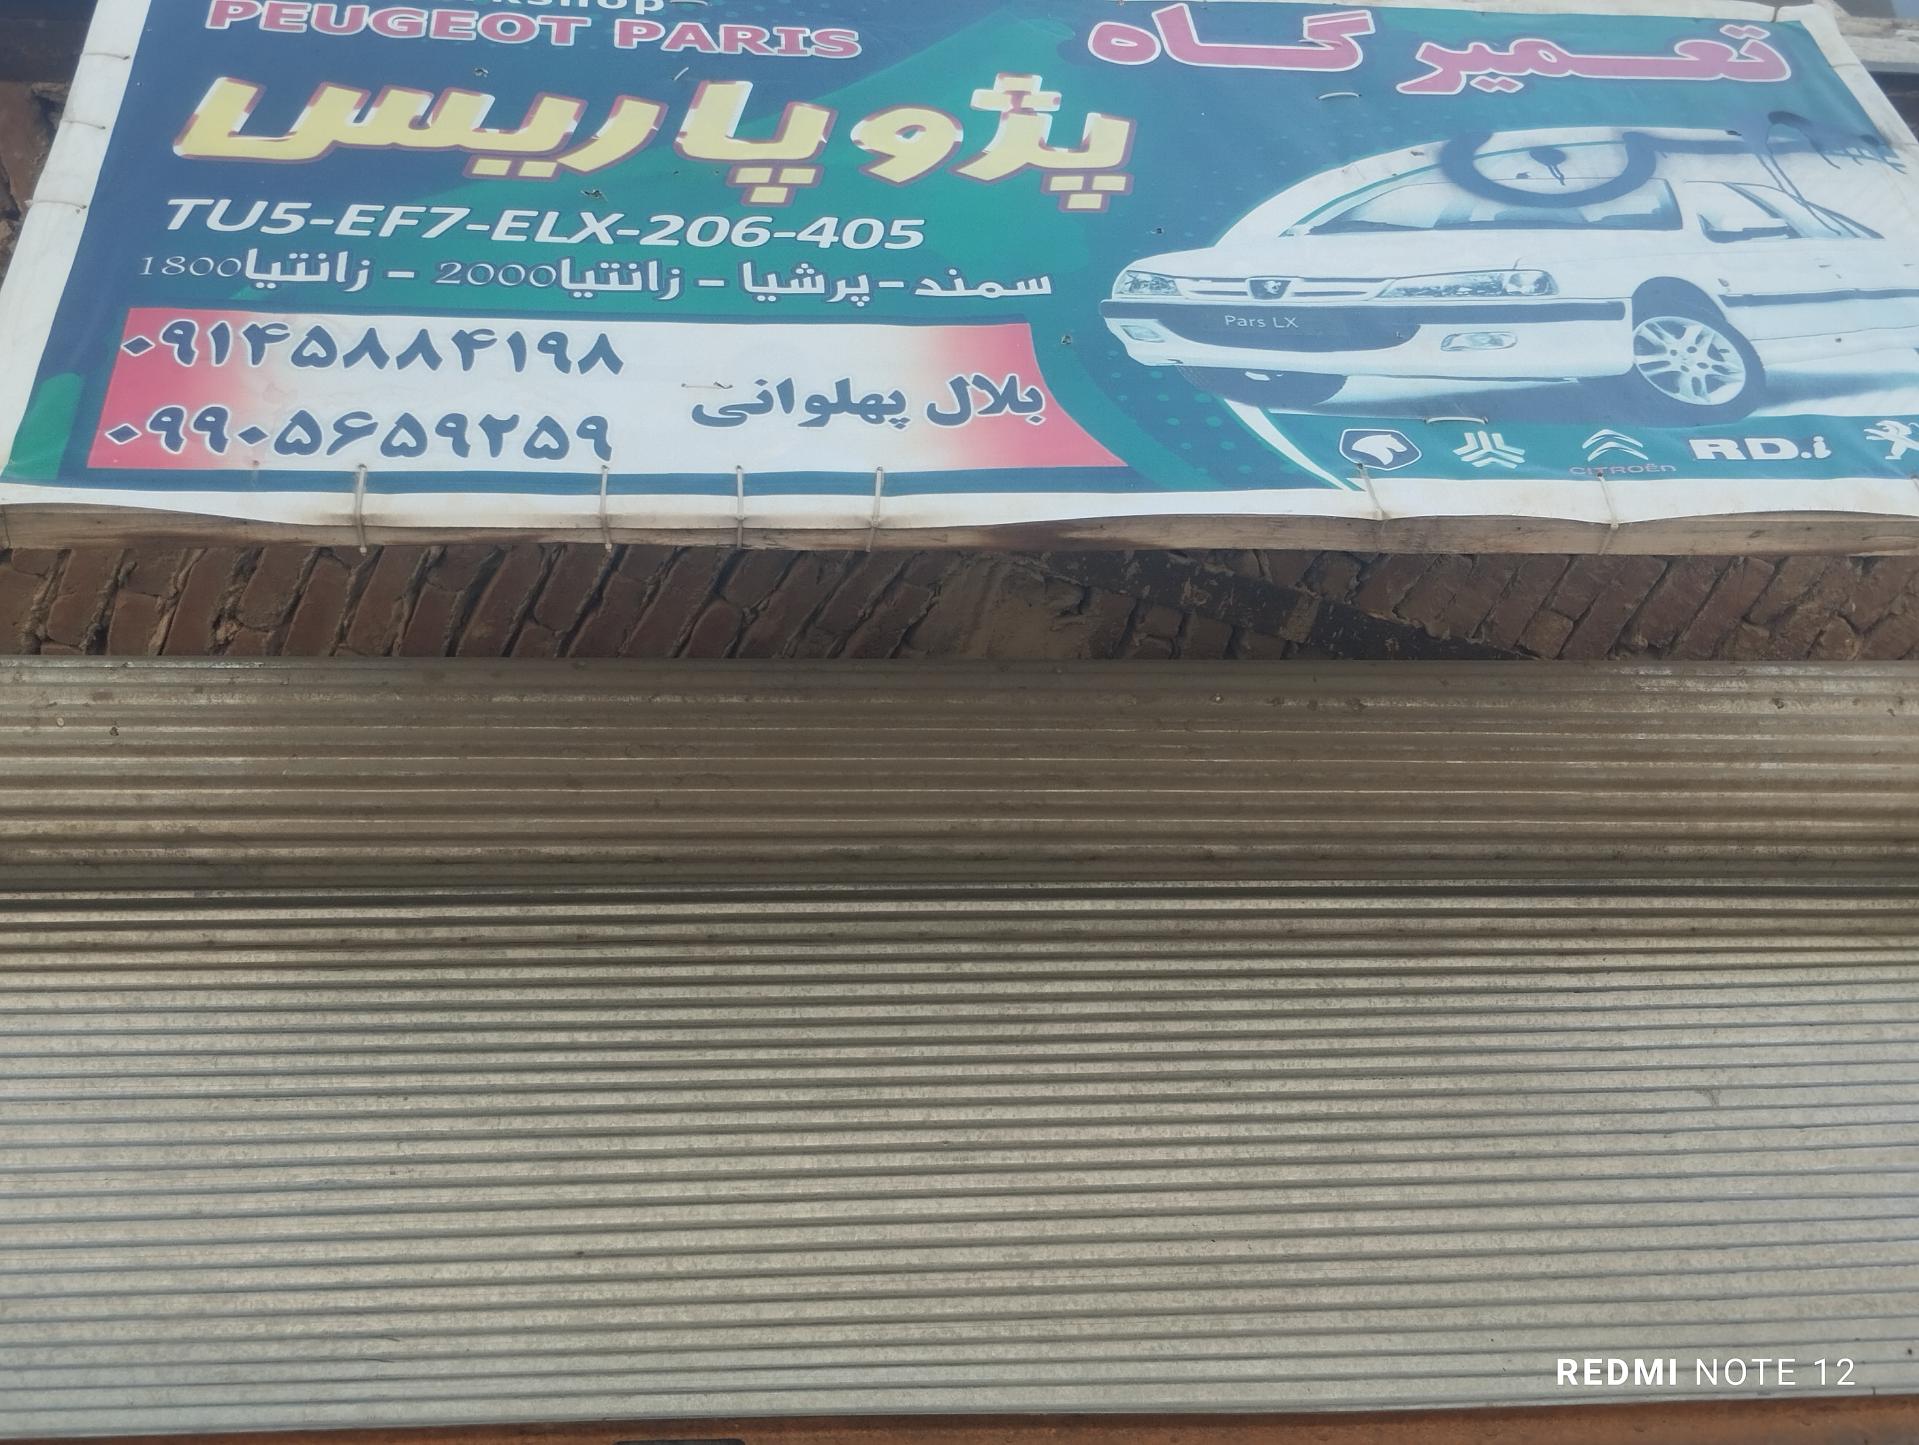 تعمیرگاه
PEUGEOT PARIS
پژو پاریس
TU5-EF7-ELX-206-405
سمند - پرشیا - زانتیا2000 - زانتیا1800
۰۹۱۴۵۸۸۴۱۹۸
بلال پهلوانی
۰۹۹۰۵۶۵۹۲۵۹
Pars LX
CITROËN
RD.i
REDMI NOTE 12